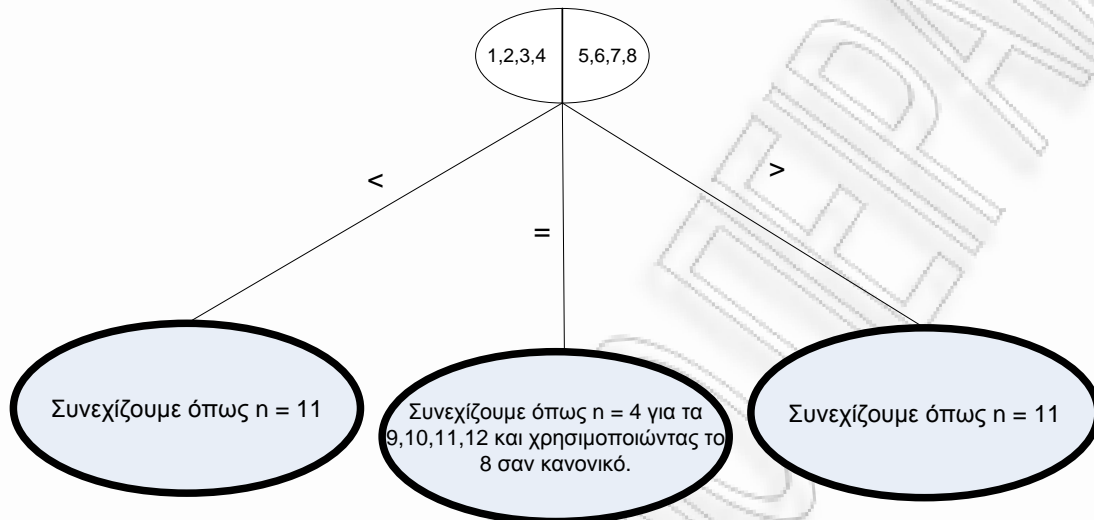 1,2,3,4
5,6,7,8
<
=
>
Συνεχίζουμε όπως n = 11
Συνεχίζουμε όπως n = 4 για τα
9,10,11,12 και χρησιμοποιώντας το
8 σαν κανονικό.
Συνεχίζουμε όπως n = 11